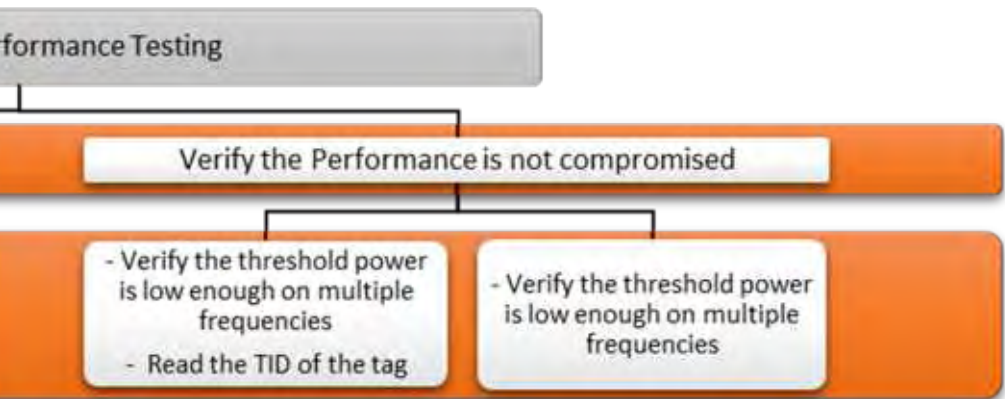 formance Testing
Verify the Performance is not compromised
- Verify the threshold power
is low enough on multiple
frequencies
- Read the TID of the tag
- Verify the threshold power
is low enough on multiple
frequencies